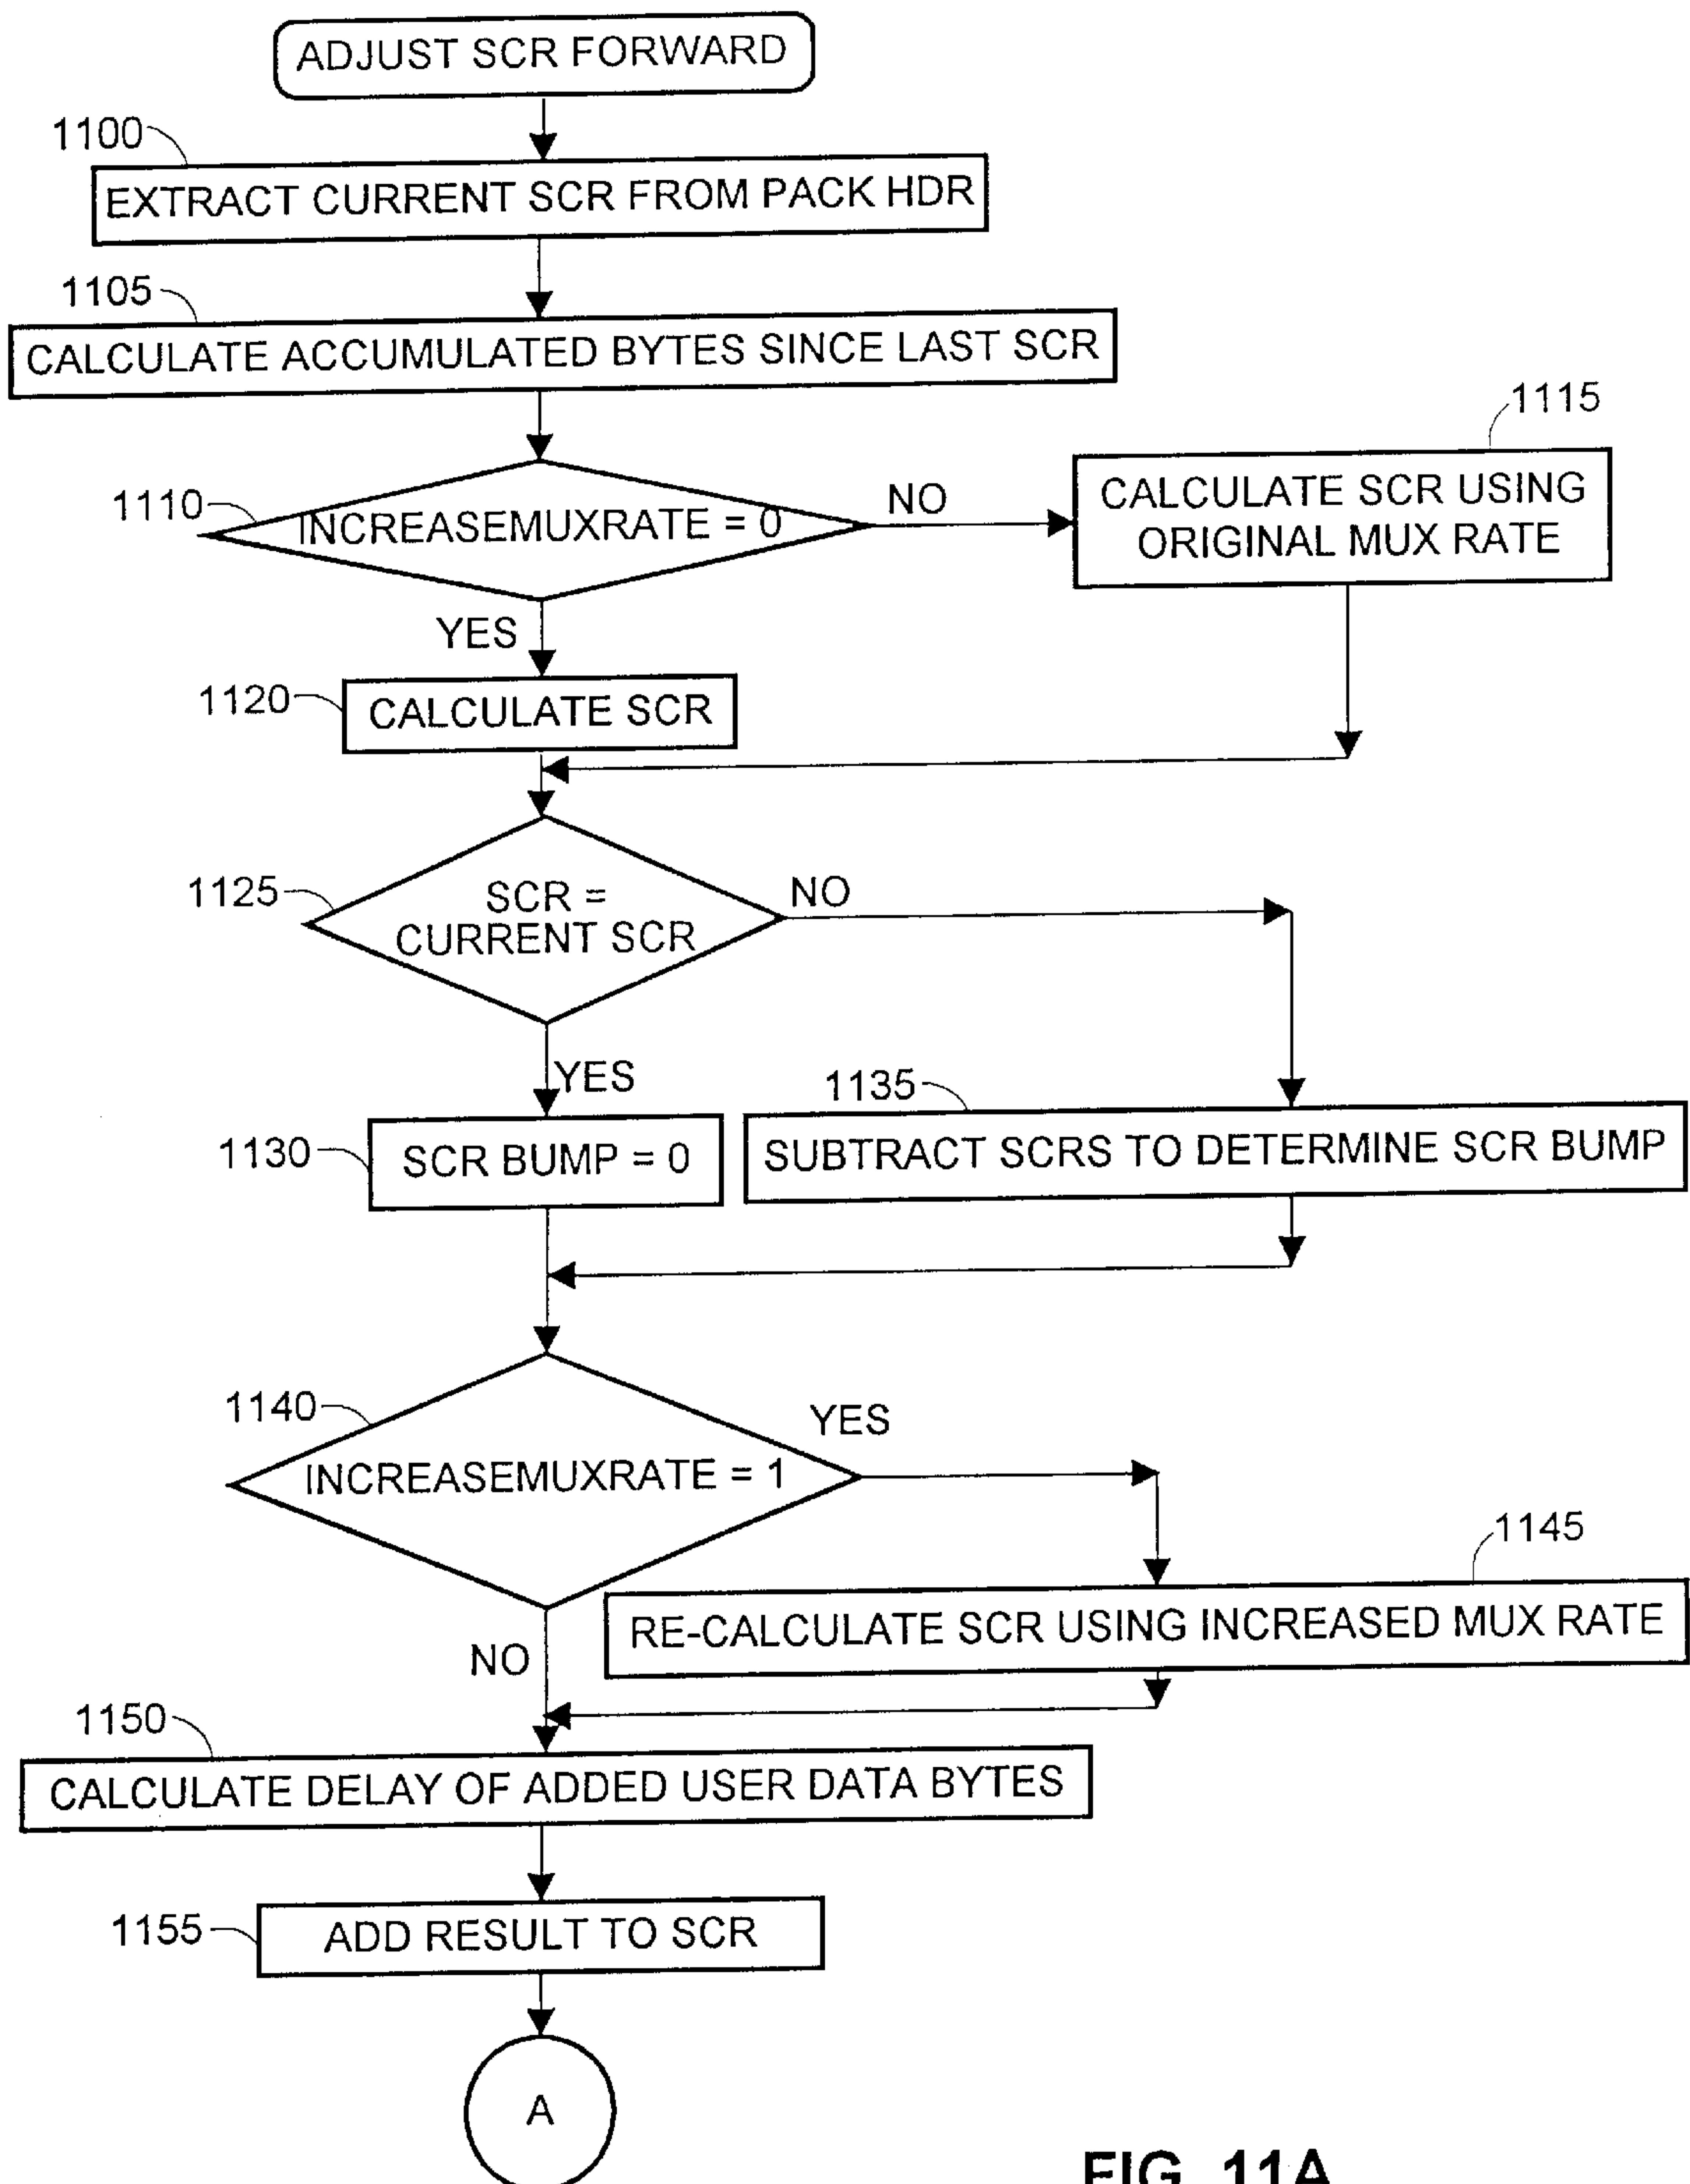 ADJUST SCR FORWARD
1100
EXTRACT CURRENT SCR FROM PACK HDR
1105
CALCULATE ACCUMULATED BYTES SINCE LAST SCR
1110
INCREASEMUXRATE = 0
NO
1115
CALCULATE SCR USING
ORIGINAL MUX RATE
YES
1120
CALCULATE SCR
1125
SCR =
CURRENT SCR
NO
YES
1130
SCR BUMP = 0
1135
SUBTRACT SCRS TO DETERMINE SCR BUMP
1140
INCREASEMUXRATE = 1
YES
1145
RE-CALCULATE SCR USING INCREASED MUX RATE
NO
1150
CALCULATE DELAY OF ADDED USER DATA BYTES
1155
ADD RESULT TO SCR
A
FIG. 11A